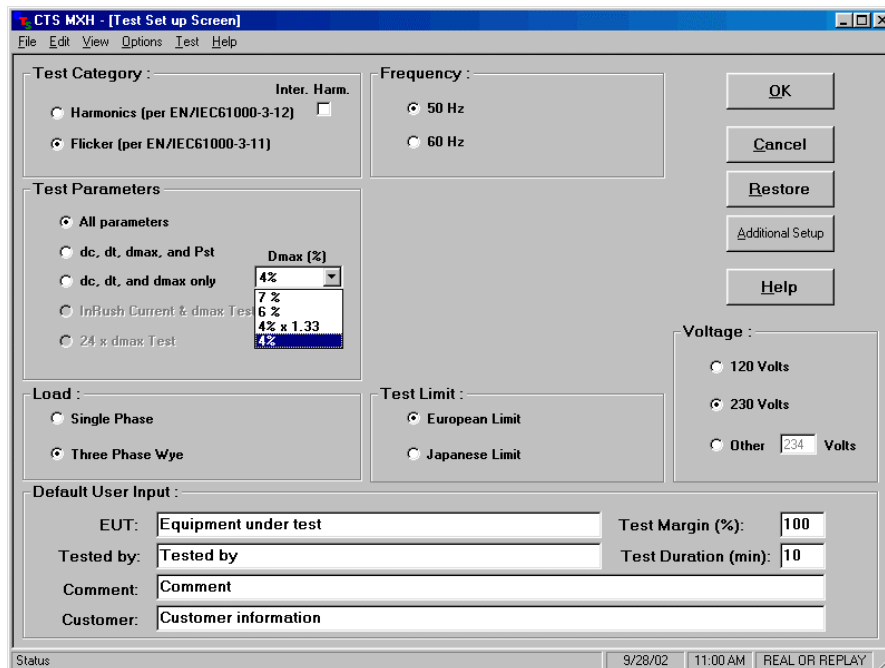 CTS MXH - [Test Set up Screen]
File Edit View Options Test Help
Test Category :
Inter. Harm.
Harmonics (per EN/IEC61000-3-12)
Flicker (per EN/IEC61000-3-11)
Frequency :
50 Hz
60 Hz
OK
Cancel
Restore
Additional Setup
Help
Test Parameters
All parameters
dc, dt, dmax, and Pst
dc, dt, and dmax only
InRush Current & dmax Test
24 x dmax Test
Dmax (%)
4%
7 %
6 %
4% x 1.33
4%
Voltage :
120 Volts
230 Volts
Other 234 Volts
Load :
Single Phase
Three Phase Wye
Test Limit :
European Limit
Japanese Limit
Default User Input :
EUT: Equipment under test
Test Margin (%): 100
Tested by: Tested by
Test Duration (min): 10
Comment: Comment
Customer: Customer information
Status
9/28/02 11:00 AM REAL OR REPLAY